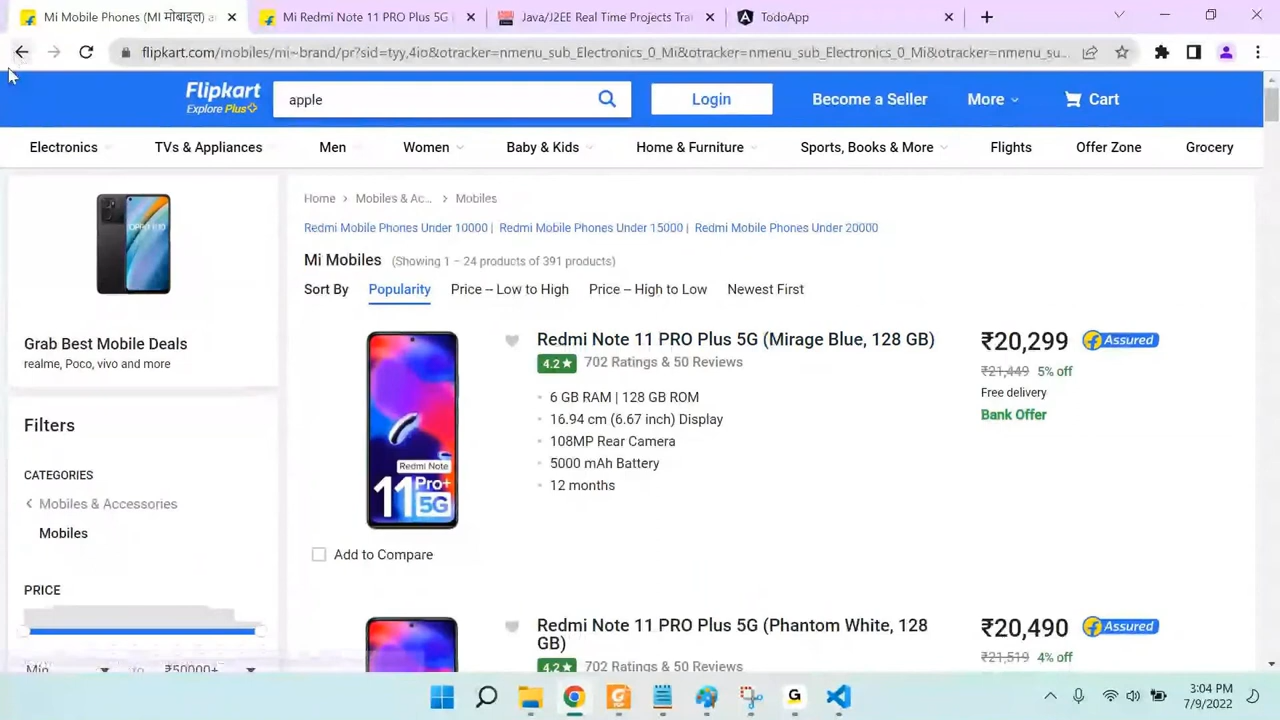 Mi Mobile Phones (MI मोबाइल) a
Mi Redmi Note 11 PRO Plus 5G (
Java/J2EE Real Time Projects Tra
TodoApp
flipkart.com/mobiles/mi~brand/pr?sid=tyy,4io&otracker=nmenu_sub_Electronics_0_Mi&otracker=nmenu_sub_Electronics_0_Mi&otracker=nmenu_su...
Flipkart
Explore Plus
apple
Login
Become a Seller
More
Cart
Electronics
TVs & Appliances
Men
Women
Baby & Kids
Home & Furniture
Sports, Books & More
Flights
Offer Zone
Grocery
Grab Best Mobile Deals
realme, Poco, vivo and more
Filters
CATEGORIES
Mobiles & Accessories
Mobiles
PRICE
Min
to
₹50000+
Home > Mobiles & Ac... > Mobiles
Redmi Mobile Phones Under 10000 | Redmi Mobile Phones Under 15000 | Redmi Mobile Phones Under 20000
Mi Mobiles (Showing 1 – 24 products of 391 products)
Sort By Popularity Price -- Low to High Price -- High to Low Newest First
Redmi Note 11 PRO Plus 5G (Mirage Blue, 128 GB)
4.2★ 702 Ratings & 50 Reviews
6 GB RAM | 128 GB ROM
16.94 cm (6.67 inch) Display
108MP Rear Camera
5000 mAh Battery
12 months
₹20,299 Assured
₹21,449 5% off
Free delivery
Bank Offer
Redmi Note
11 Pro+ 5G
Add to Compare
Redmi Note 11 PRO Plus 5G (Phantom White, 128
GB)
4.2★ 702 Ratings & 50 Reviews
₹20,490 Assured
₹21,519 4% off
3:04 PM
7/9/2022